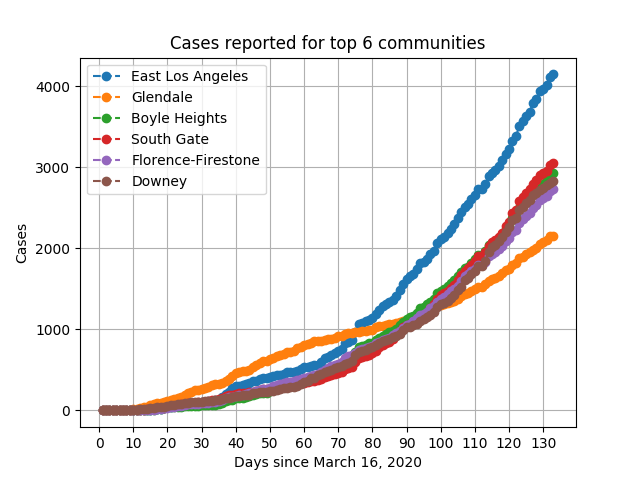 Cases reported for top 6 communities
East Los Angeles
Glendale
Boyle Heights
South Gate
Florence-Firestone
Downey
Cases
4000
3000
2000
1000
0
0 10 20 30 40 50 60 70 80 90 100 110 120 130
Days since March 16, 2020